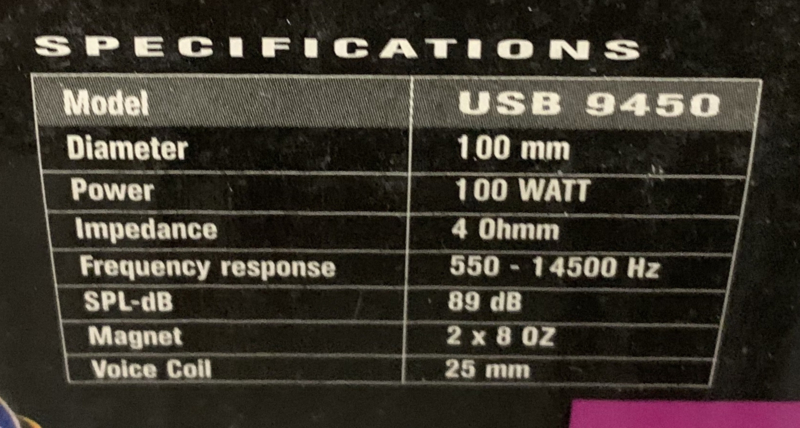 SPECIFICATIONS
Model USB 9450
Diameter 100 mm
Power 100 WATT
Impedance 4 Ohmm
Frequency response 550 - 14500 Hz
SPL-dB 89 dB
Magnet 2 x 8 OZ
Voice Coil 25 mm